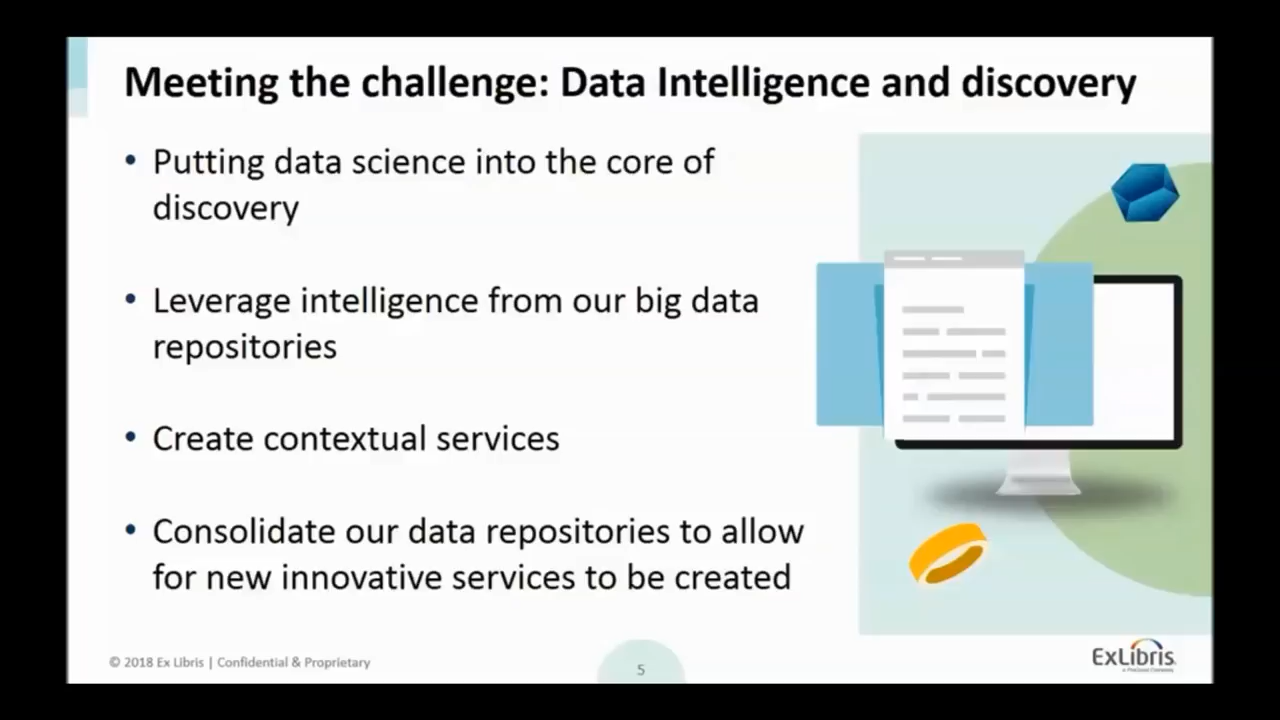 Meeting the challenge: Data Intelligence and discovery
• Putting data science into the core of
discovery
• Leverage intelligence from our big data
repositories
• Create contextual services
• Consolidate our data repositories to allow
for new innovative services to be created
© 2018 Ex Libris | Confidential & Proprietary
5
ExLibris
a ProQuest Company